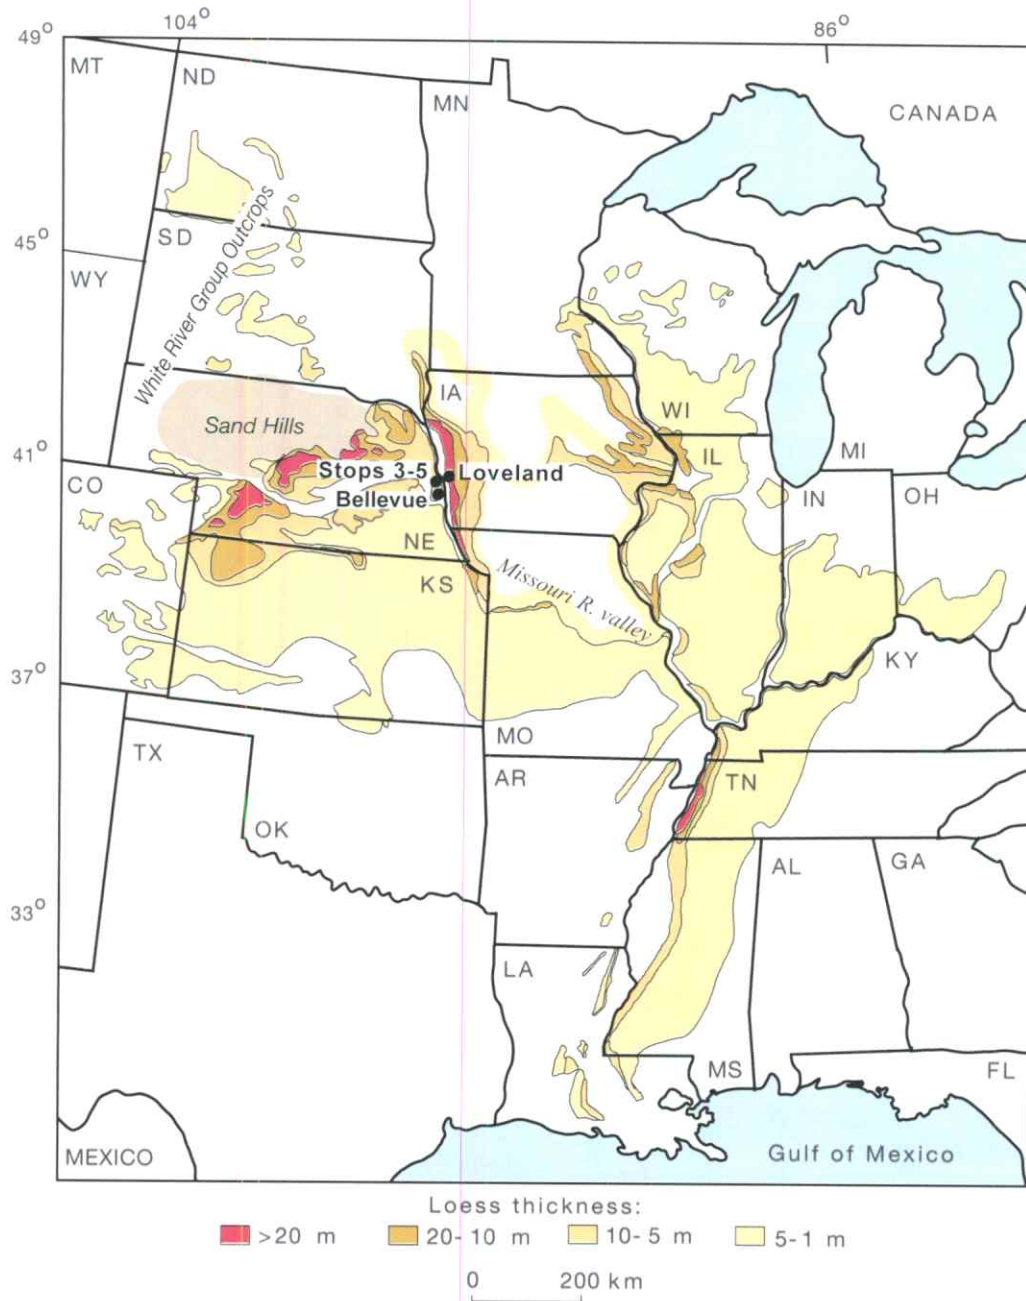 104°
86°
49°
MT
ND
MN
CANADA
45°
SD
WY
White River Group Outcrops
IA
WI
Sand Hills
41°
MI
IL
Stops 3-5
Loveland
CO
IN
OH
Bellevue
NE
KS
Missouri R. valley
KY
37°
MO
TX
AR
TN
OK
AL
GA
33°
LA
MS
FL
MEXICO
Gulf of Mexico
Loess thickness:
>20 m 20-10 m 10-5 m 5-1 m
0 200 km